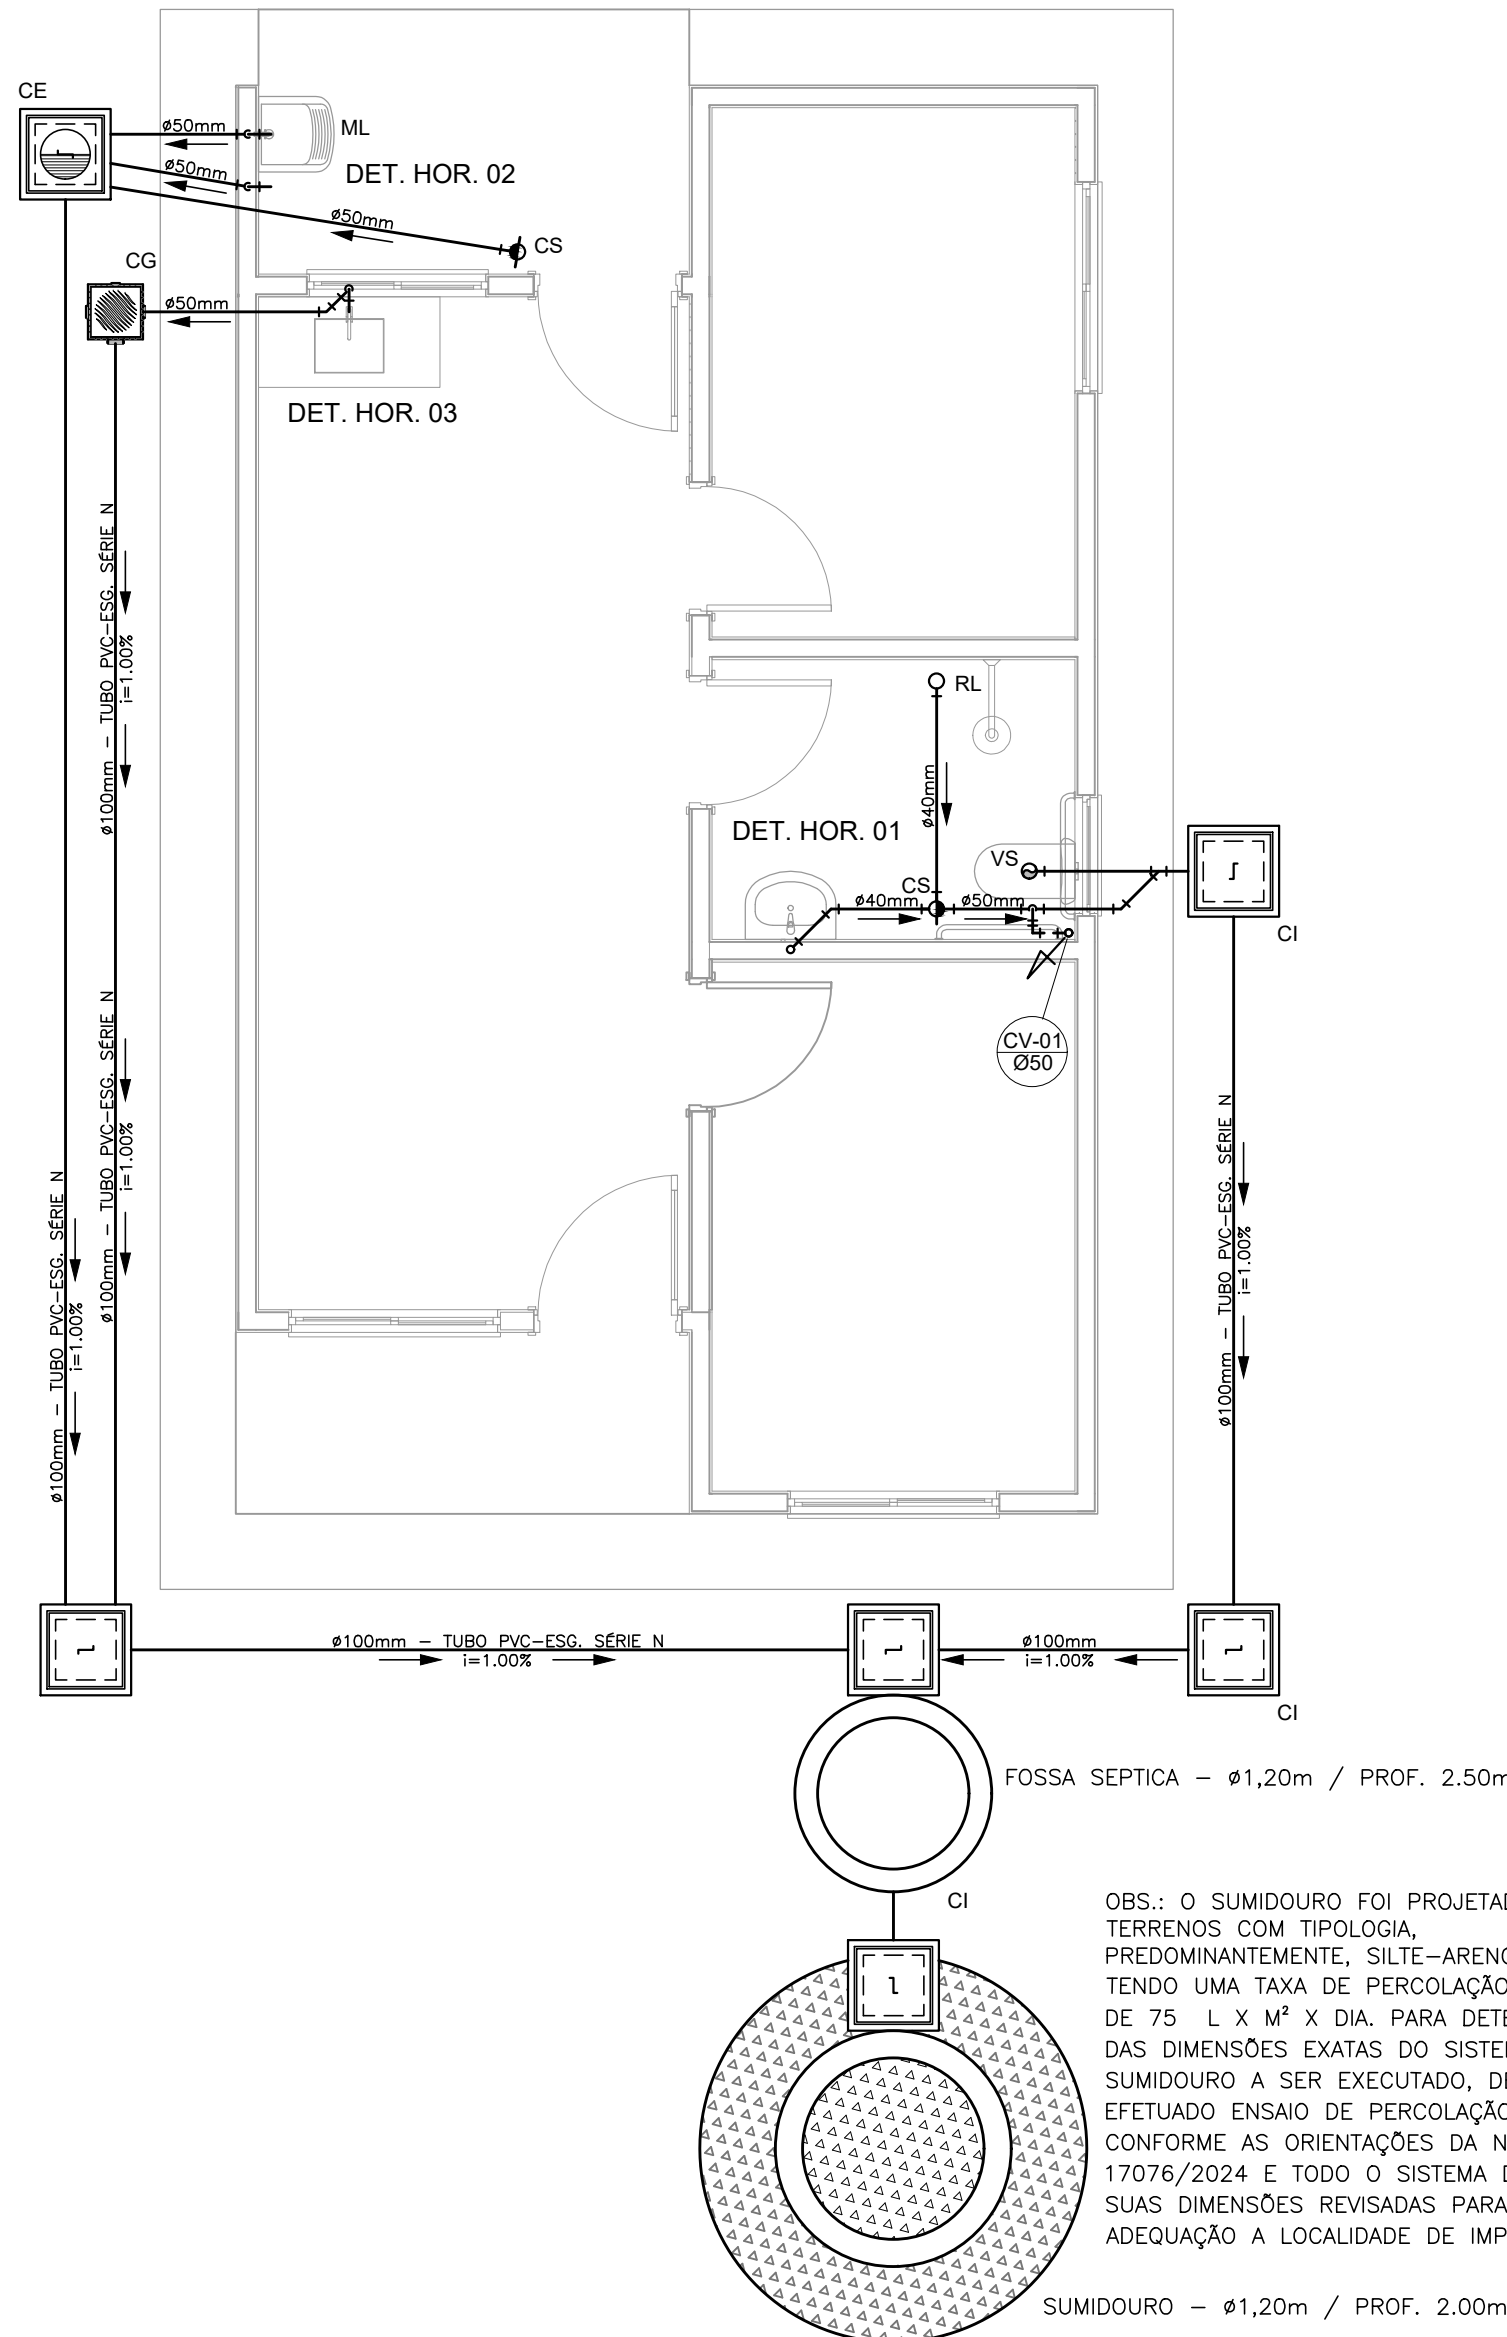 CE
ø50mm
ML
ø50mm
DET. HOR. 02
ø50mm
CS
CG
ø50mm
DET. HOR. 03
ø100mm – TUBO PVC–ESG. SÉRIE N
i=1.00%
RL
ø40mm
DET. HOR. 01
VS
CS
ø40mm
ø50mm
CI
CV-01
Ø50
ø100mm – TUBO PVC–ESG. SÉRIE N
i=1.00%
ø100mm – TUBO PVC–ESG. SÉRIE N
i=1.00%
ø100mm – TUBO PVC–ESG. SÉRIE N
i=1.00%
ø100mm – TUBO PVC–ESG. SÉRIE N
i=1.00%
ø100mm
i=1.00%
CI
FOSSA SEPTICA – ø1,20m / PROF. 2.50m
CI
OBS.: O SUMIDOURO FOI
TERRENOS COM TIPOLOGIA,
PREDOMINANTEMENTE,
TENDO UMA TAXA DE PERCOLAÇÃO
DE 75 L X M² X DIA. PARA
DAS DIMENSÕES EXATAS DO
SUMIDOURO A SER EXECUTADO,
EFETUADO ENSAIO DE PERCOLAÇÃO
CONFORME AS ORIENTAÇÕES DA
17076/2024 E TODO O SISTEMA
SUAS DIMENSÕES REVISADAS PARA
ADEQUAÇÃO A LOCALIDADE DE
SUMIDOURO – ø1,20m / PROF. 2.00m